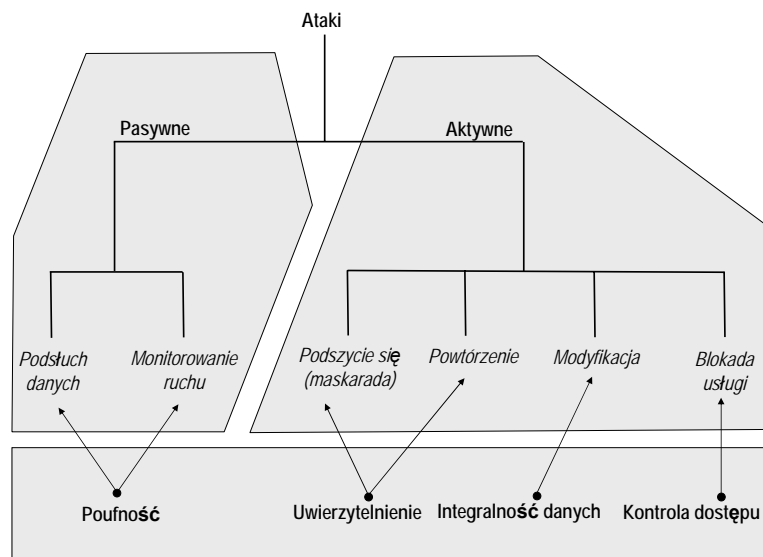 Ataki
Pasywne
Aktywne
Podsłuch
danych
Monitorowanie
ruchu
Podszycie się
(maskarada)
Powtórzenie
Modyfikacja
Blokada
usługi
Poufność
Uwierzytelnienie
Integralność danych
Kontrola dostępu